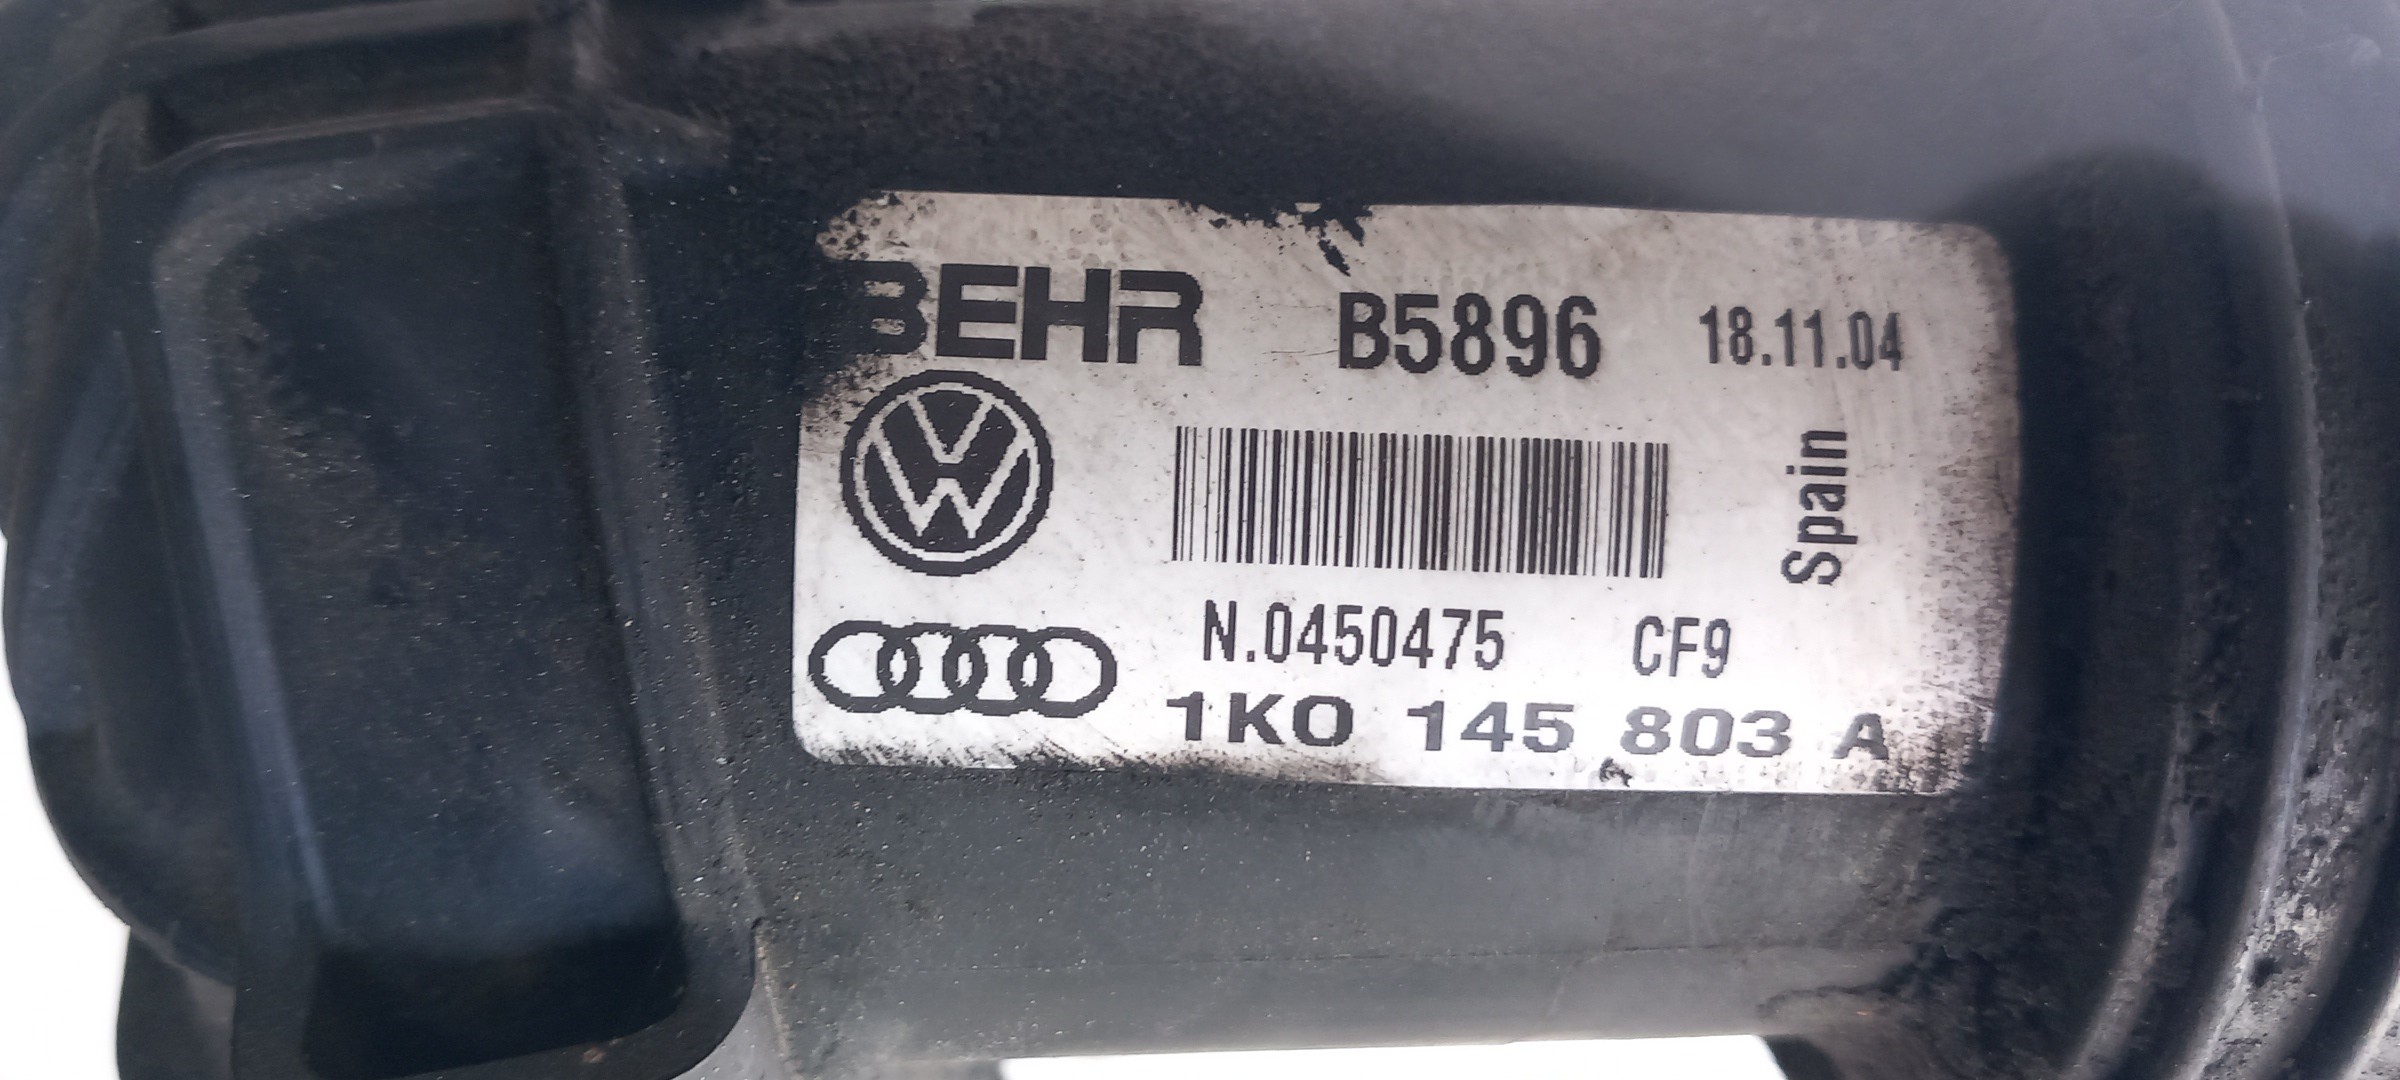 BEHR B5896 18.11.04
Spain
N.0450475 CF9
1K0 145 803 A